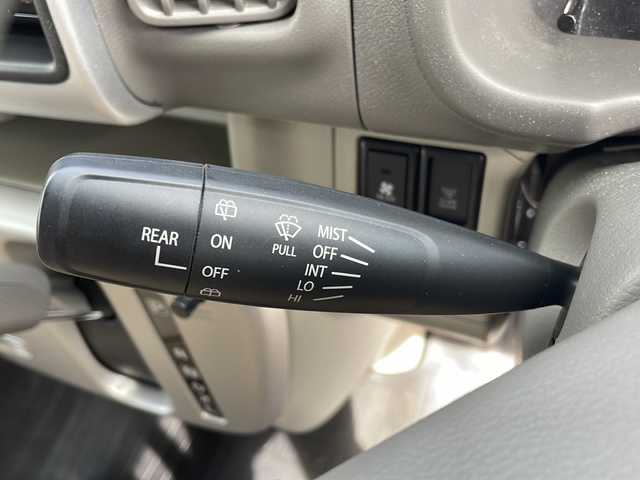 REAR
ON
OFF
PULL
MIST
OFF
INT
LO
HI